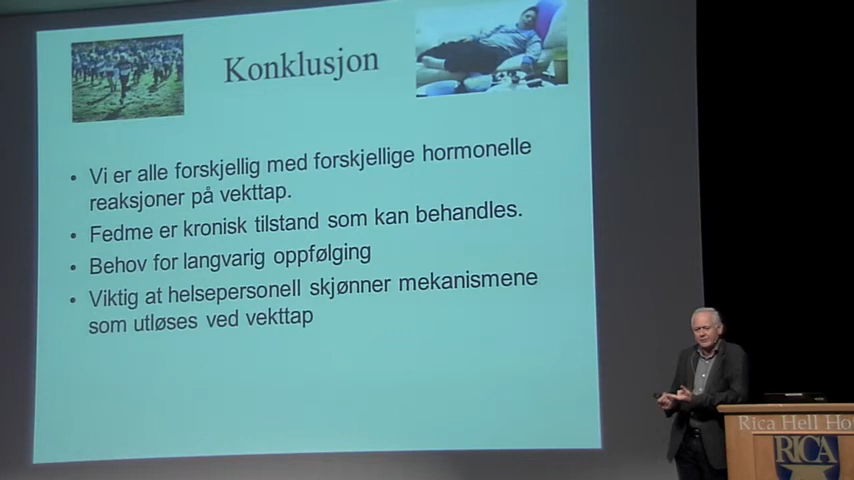 Konklusjon
• Vi er alle forskjellig med forskjellige hormonelle
reaksjoner på vekttap.
• Fedme er kronisk tilstand som kan behandles.
• Behov for langvarig oppfølging
• Viktig at helsepersonell skjønner mekanismene
som utløses ved vekttap
Rica Hell Ho
RICA